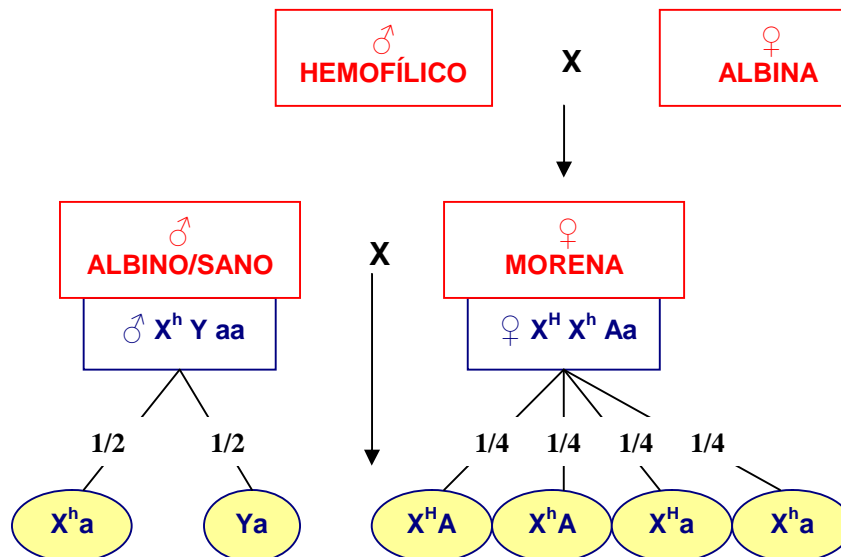 ♂ X ♀
HEMOFÍLICO ALBINA
♂ X ♀
ALBINO/SANO MORENA
♂ Xʰ Y aa ♀ Xᴴ Xʰ Aa
1/2 1/2 1/4 1/4 1/4 1/4
Xʰa Ya XᴴA XʰA Xᴴa Xʰa